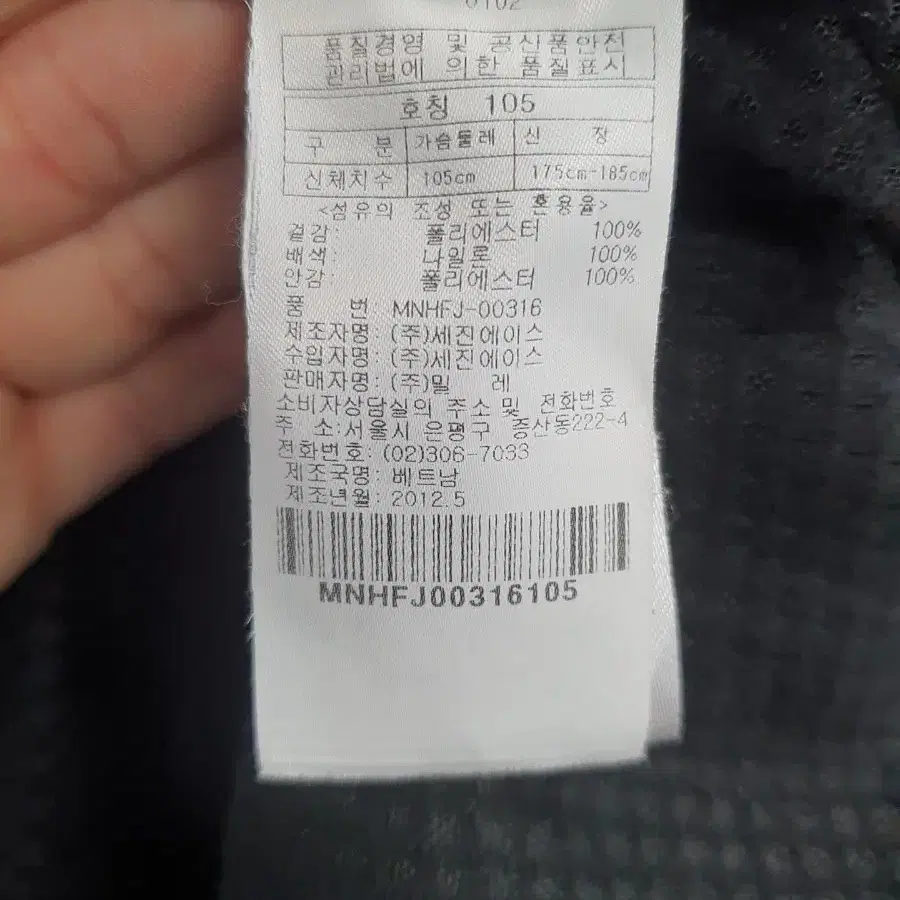 0102
품질경영 및 공산품안전
관리법에 의한 품질표시
호칭 105
구 분 가슴둘레 신 장
신체치수 105cm 175cm-185cm
<섬유의 조성 또는 혼용율>
겉감: 폴리에스터 100%
배색: 나일론 100%
안감: 폴리에스터 100%
품 번: MNHFJ-00316
제조자명: (주)세진에이스
수입자명: (주)세진에이스
판매자명: (주)밀 레
소비자상담실의 주소 및 전화번호
주 소:서울시 은평구 증산동222-4
전화번호: (02)306-7033
제조국명: 베트남
제조년월: 2012.5
MNHFJ00316105